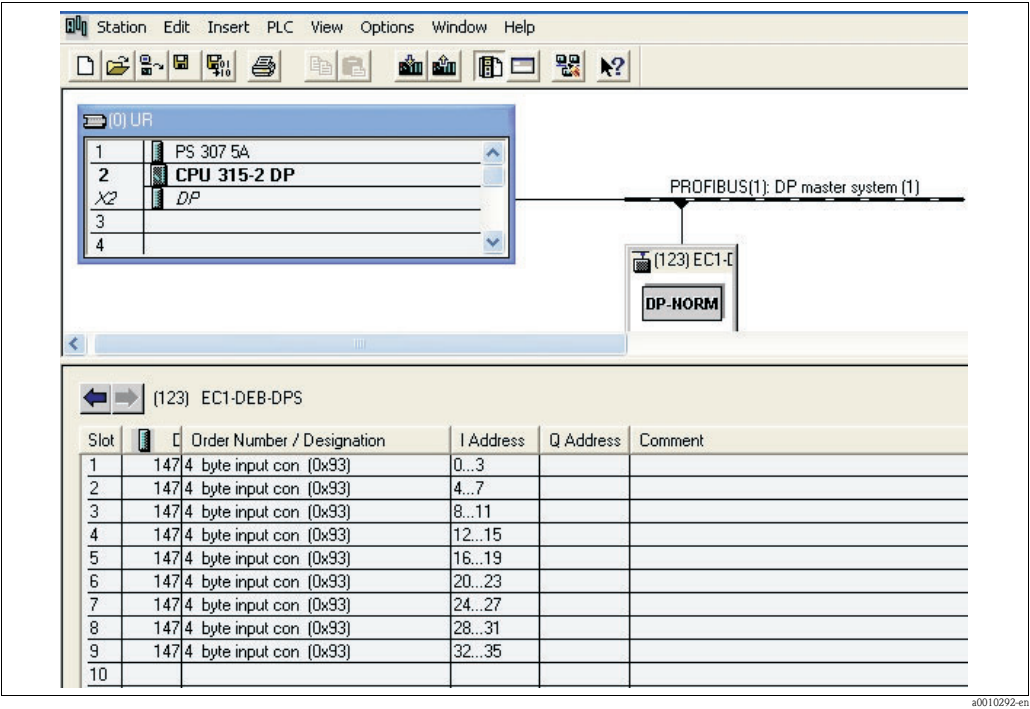 Station Edit Insert PLC View Options Window Help
(0) UR
1 PS 307 5A
2 CPU 315-2 DP
X2 DP
3
4
PROFIBUS(1): DP master system (1)
(123) EC1-D
DP-NORM
(123) EC1-DEB-DPS
Slot D Order Number / Designation I Address Q Address Comment
1 147 4 byte input con (0x93) 0...3
2 147 4 byte input con (0x93) 4...7
3 147 4 byte input con (0x93) 8...11
4 147 4 byte input con (0x93) 12...15
5 147 4 byte input con (0x93) 16...19
6 147 4 byte input con (0x93) 20...23
7 147 4 byte input con (0x93) 24...27
8 147 4 byte input con (0x93) 28...31
9 147 4 byte input con (0x93) 32...35
10
a0010292-en